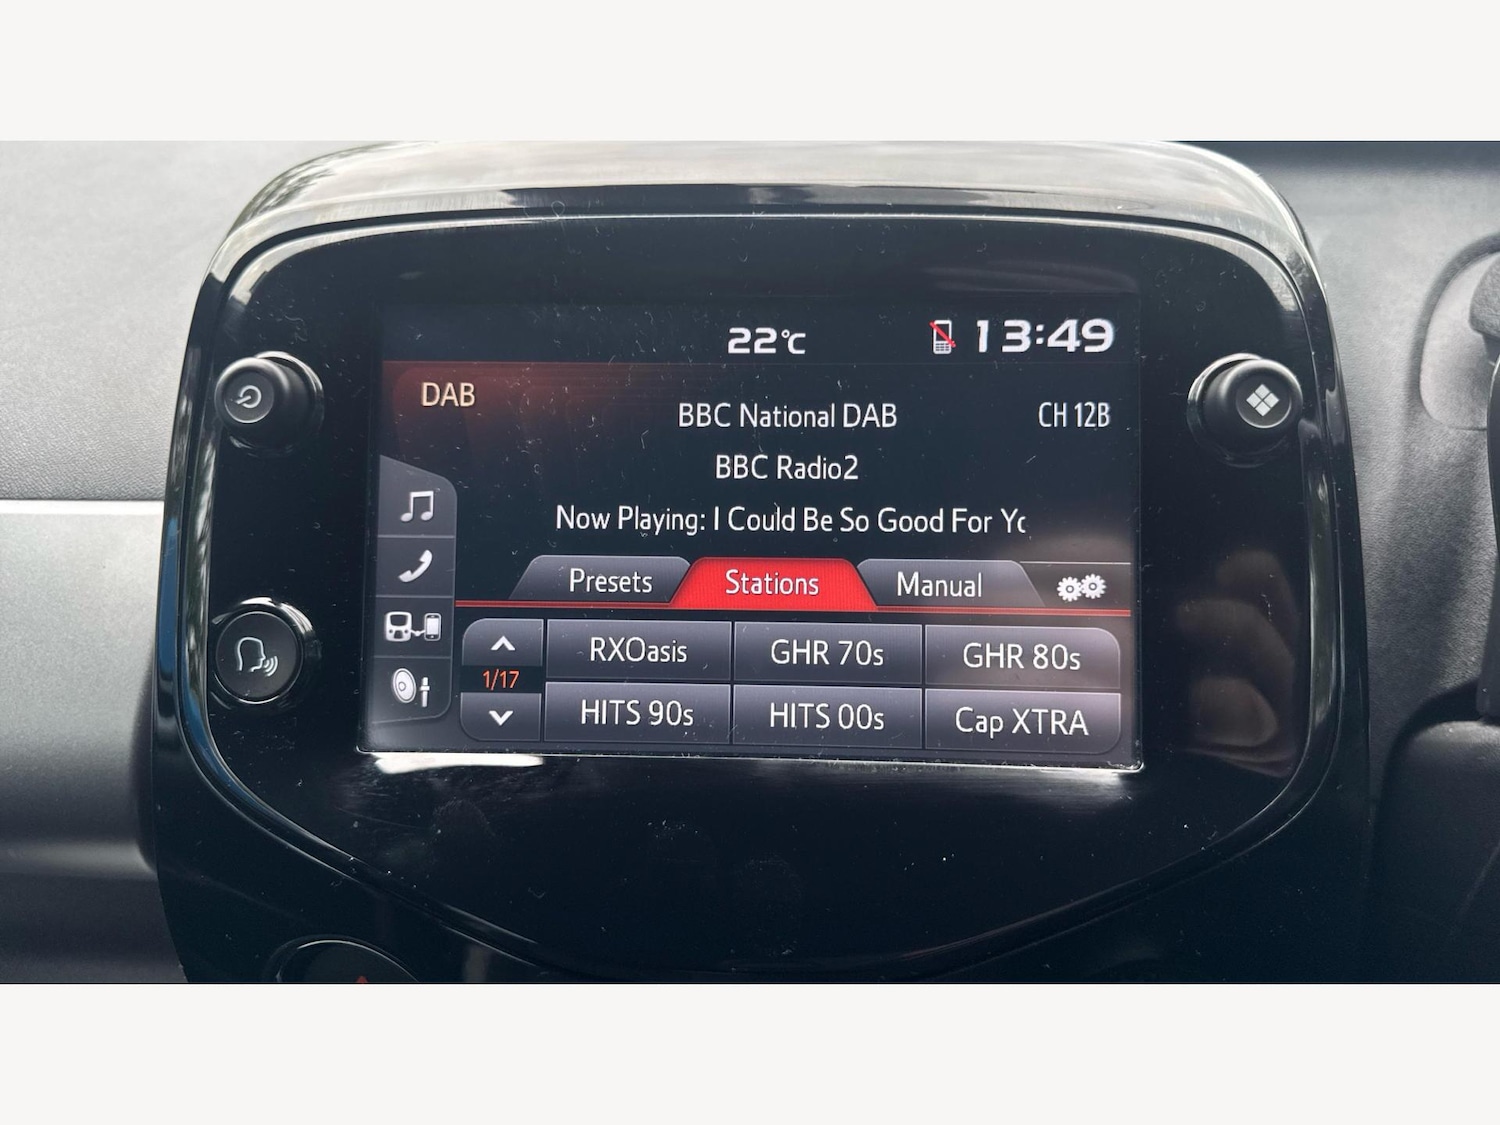 22°C 13:49
DAB
BBC National DAB CH 12B
BBC Radio2
Now Playing: I Could Be So Good For Yo
Presets Stations Manual
RXOasis GHR 70s GHR 80s
1/17
HITS 90s HITS 00s Cap XTRA